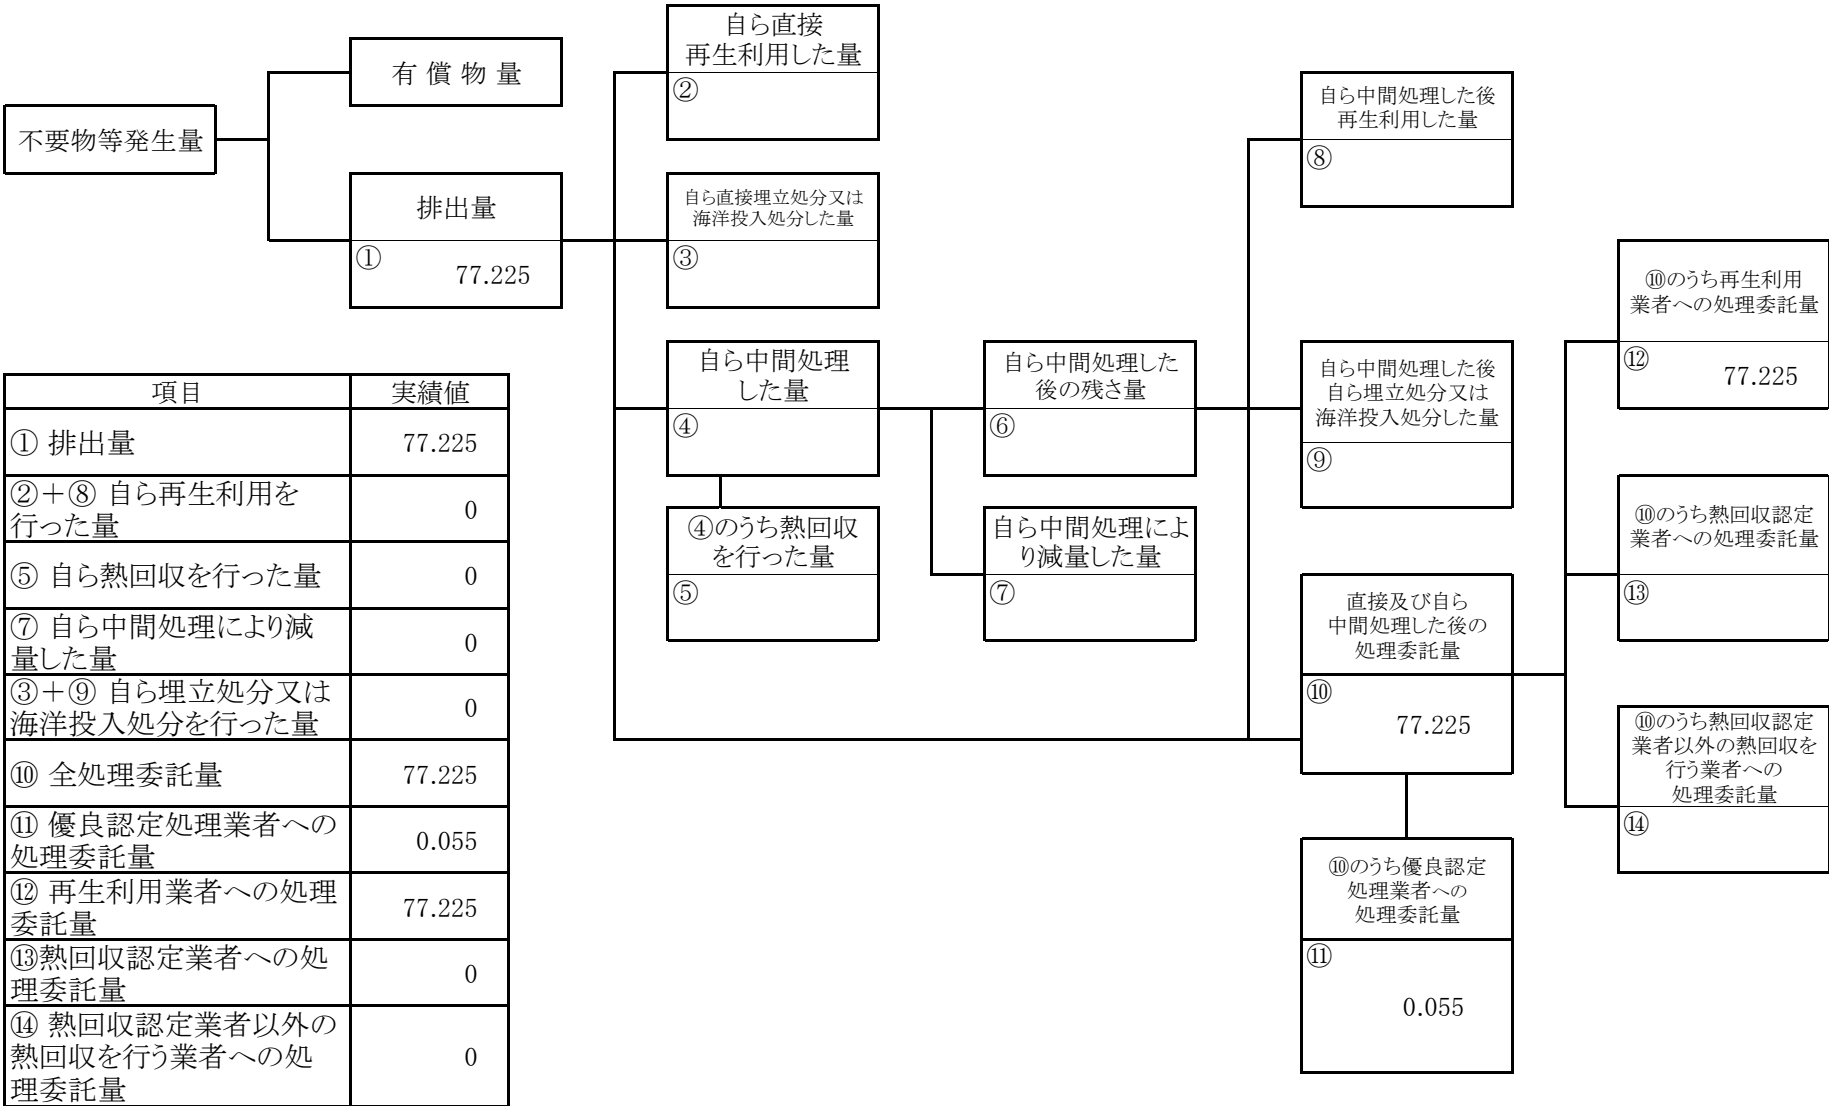 不要物等発生量
有 償 物 量
排出量
①
77.225
自ら直接
再生利用した量
②
自ら直接埋立処分又は
海洋投入処分した量
③
自ら中間処理
した量
④
④のうち熱回収
を行った量
⑤
自ら中間処理した
後の残さ量
⑥
自ら中間処理によ
り減量した量
⑦
自ら中間処理した後
再生利用した量
⑧
自ら中間処理した後
自ら埋立処分又は
海洋投入処分した量
⑨
直接及び自ら
中間処理した後の
処理委託量
⑩
77.225
⑩のうち優良認定
処理業者への
処理委託量
⑪
0.055
⑩のうち再生利用
業者への処理委託量
⑫
77.225
⑩のうち熱回収認定
業者への処理委託量
⑬
⑩のうち熱回収認定
業者以外の熱回収を
行う業者への
処理委託量
⑭
項目 実績値
① 排出量 77.225
②＋⑧ 自ら再生利用を
行った量 0
⑤ 自ら熱回収を行った量 0
⑦ 自ら中間処理により減
量した量 0
③＋⑨ 自ら埋立処分又は
海洋投入処分を行った量 0
⑩ 全処理委託量 77.225
⑪ 優良認定処理業者への
処理委託量 0.055
⑫ 再生利用業者への処理
委託量 77.225
⑬熱回収認定業者への処
理委託量 0
⑭ 熱回収認定業者以外の
熱回収を行う業者への処
理委託量 0